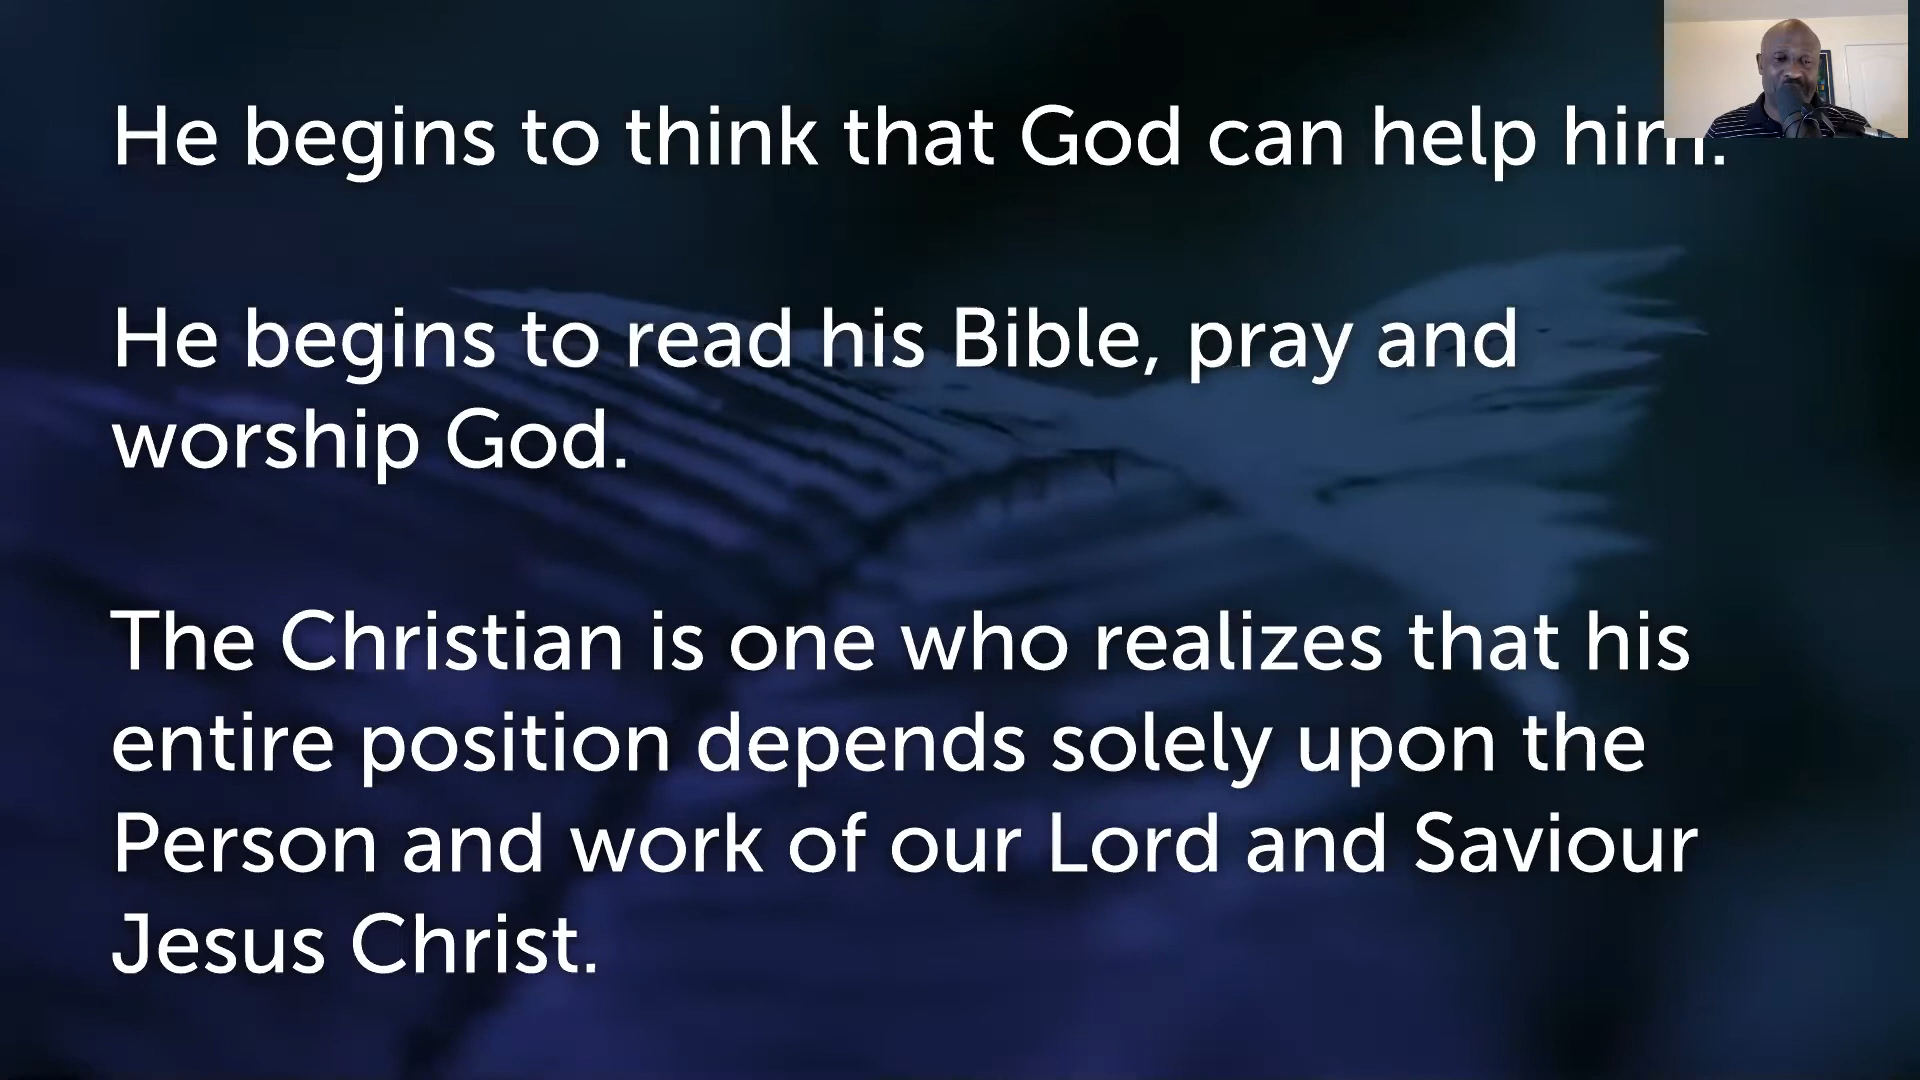 He begins to think that God can help him.
He begins to read his Bible, pray and
worship God.
The Christian is one who realizes that his
entire position depends solely upon the
Person and work of our Lord and Saviour
Jesus Christ.